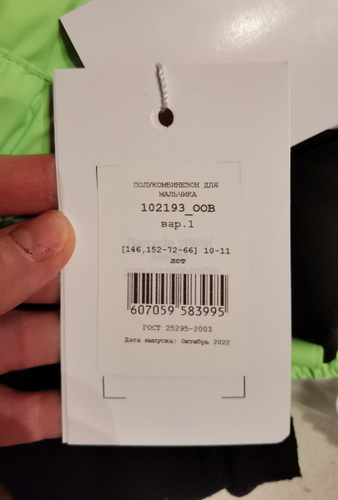 ПОЛУКОМБИНЕЗОН ДЛЯ
МАЛЬЧИКА
102193_OOB
вар.1
[146,152-72-66] 10-11
лет
607059 583995
ГОСТ 25295-2003
Дата выпуска: Октябрь 2022